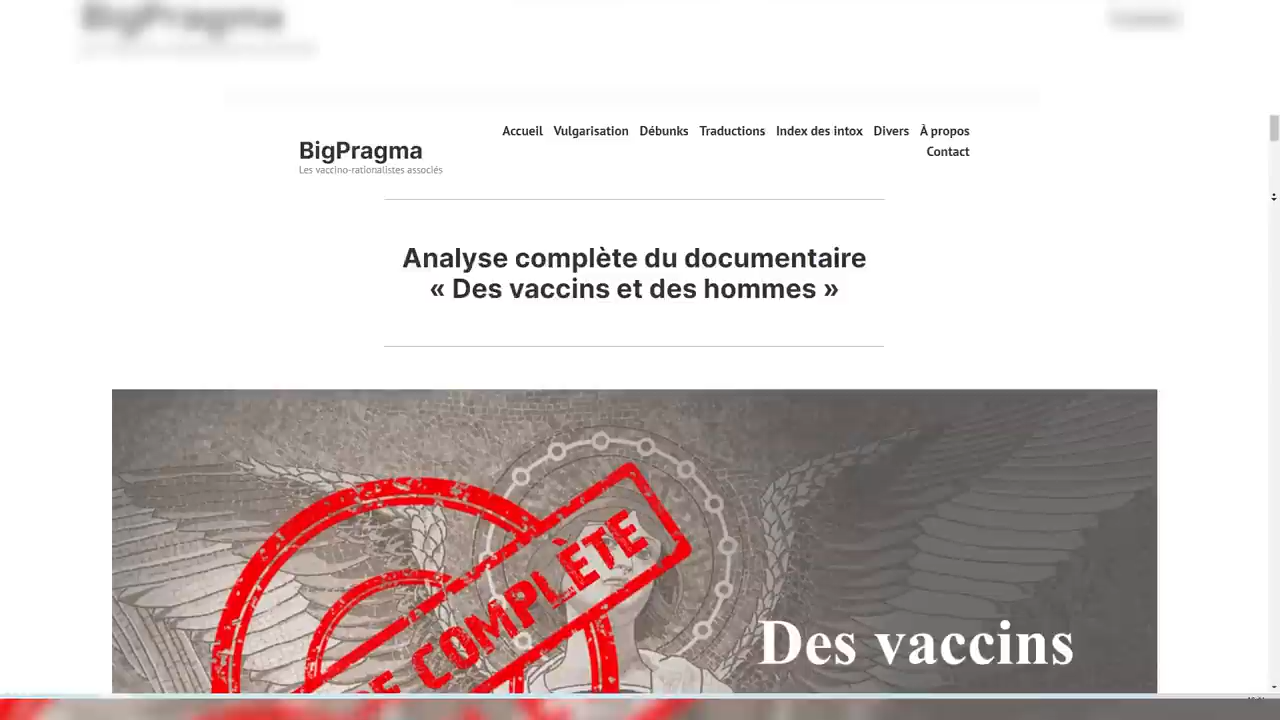 BigPragma
BigPragma
Les vaccino-rationalistes associés
Accueil Vulgarisation Débunks Traductions Index des intox Divers À propos
Contact
Analyse complète du documentaire
« Des vaccins et des hommes »
COMPLÈTE
Des vaccins